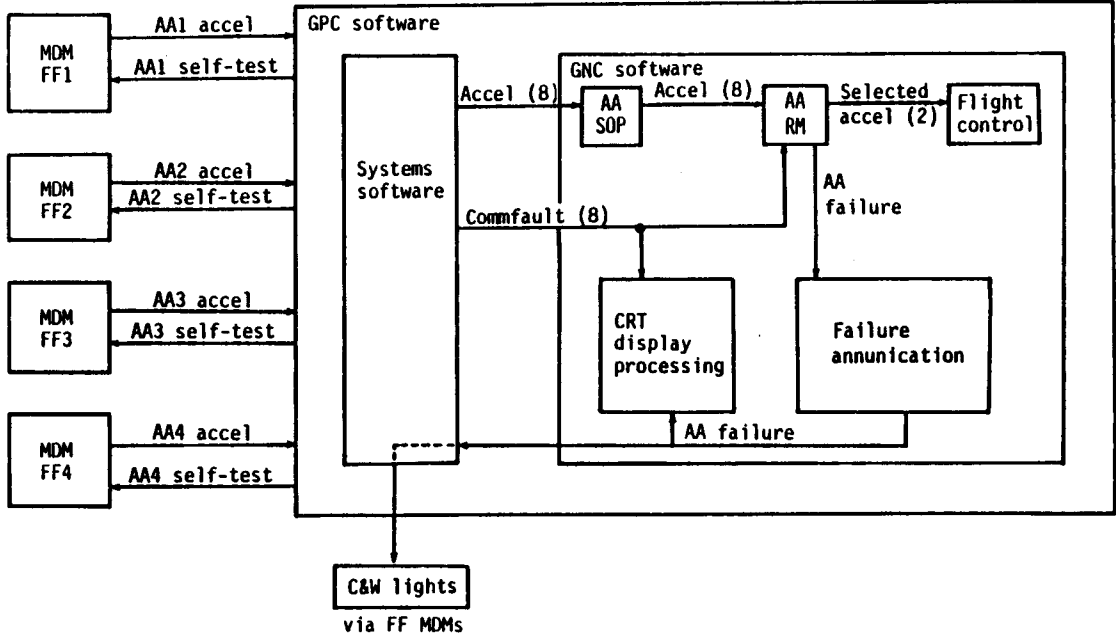 GPC software
MDM
FF1
AA1 accel
AA1 self-test
MDM
FF2
AA2 accel
AA2 self-test
MDM
FF3
AA3 accel
AA3 self-test
MDM
FF4
AA4 accel
AA4 self-test
Systems
software
GNC software
Accel (8)
AA
SOP
Accel (8)
AA
RM
Selected
accel (2)
Flight
control
Commfault (8)
AA
failure
CRT
display
processing
Failure
annunication
AA failure
C&W lights
via FF MDMs